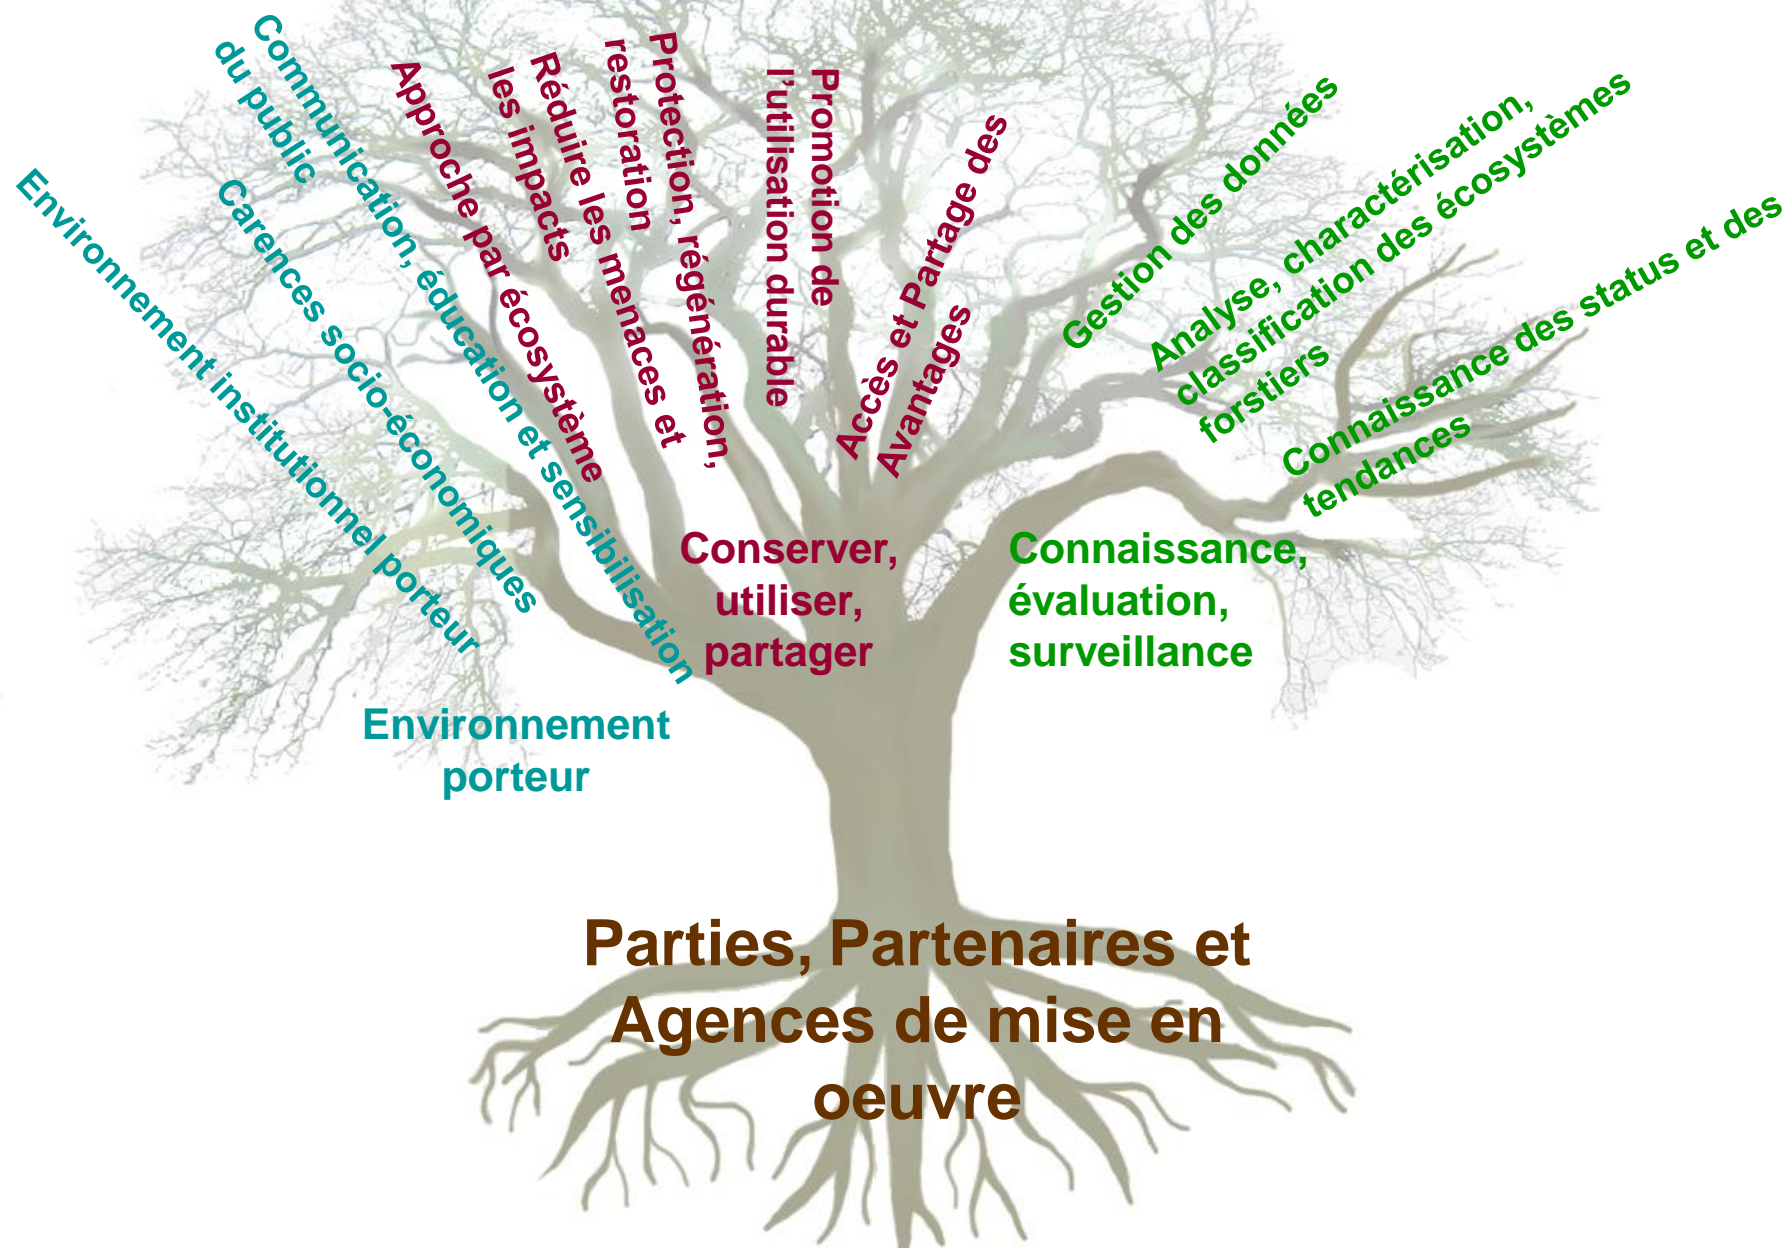 Environnement institutionnel porteur
Carences socio-économiques
Communication, éducation et sensibilisation
du public
Approche par écosystème
Réduire les menaces et
les impacts
Protection, régénération,
restoration
Promotion de
l'utilisation durable
Accès et Partage des
Avantages
Gestion des données
Analyse, charactérisation,
classification des écosystèmes
forstiers
Connaissance des status et des
tendances
Conserver,
utiliser,
partager
Connaissance,
évaluation,
surveillance
Environnement
porteur
Parties, Partenaires et
Agences de mise en
oeuvre